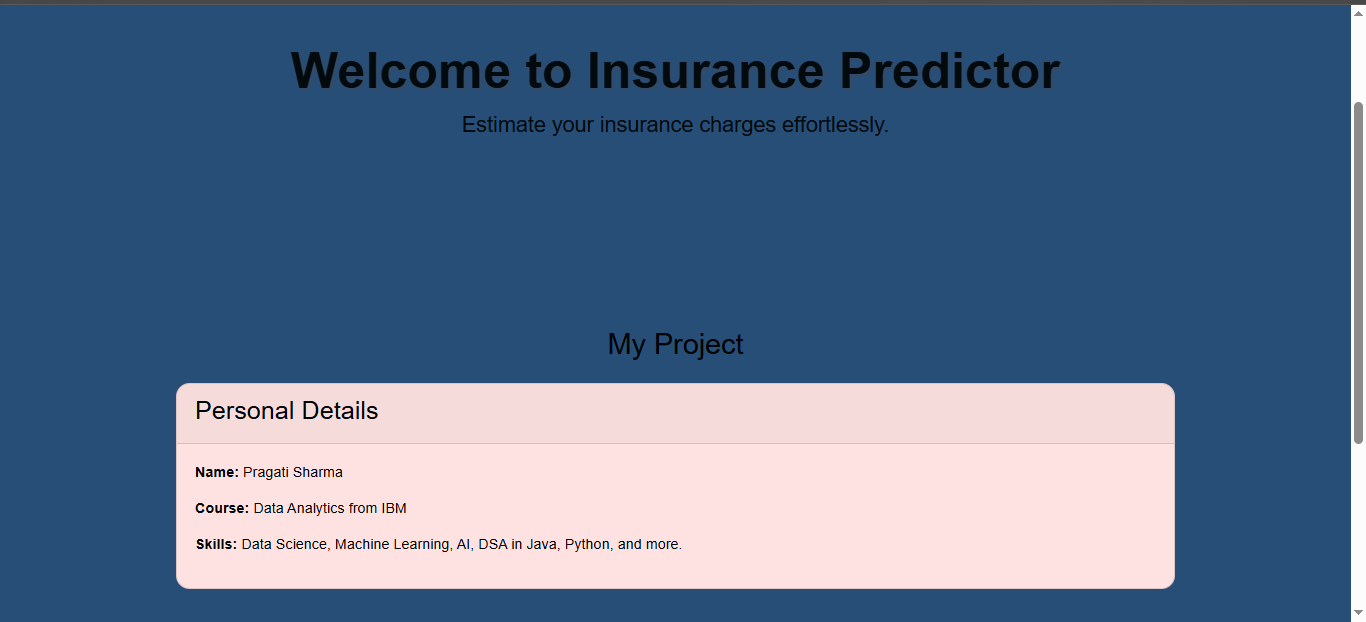 Welcome to Insurance Predictor
Estimate your insurance charges effortlessly.
My Project
Personal Details
Name: Pragati Sharma
Course: Data Analytics from IBM
Skills: Data Science, Machine Learning, AI, DSA in Java, Python, and more.